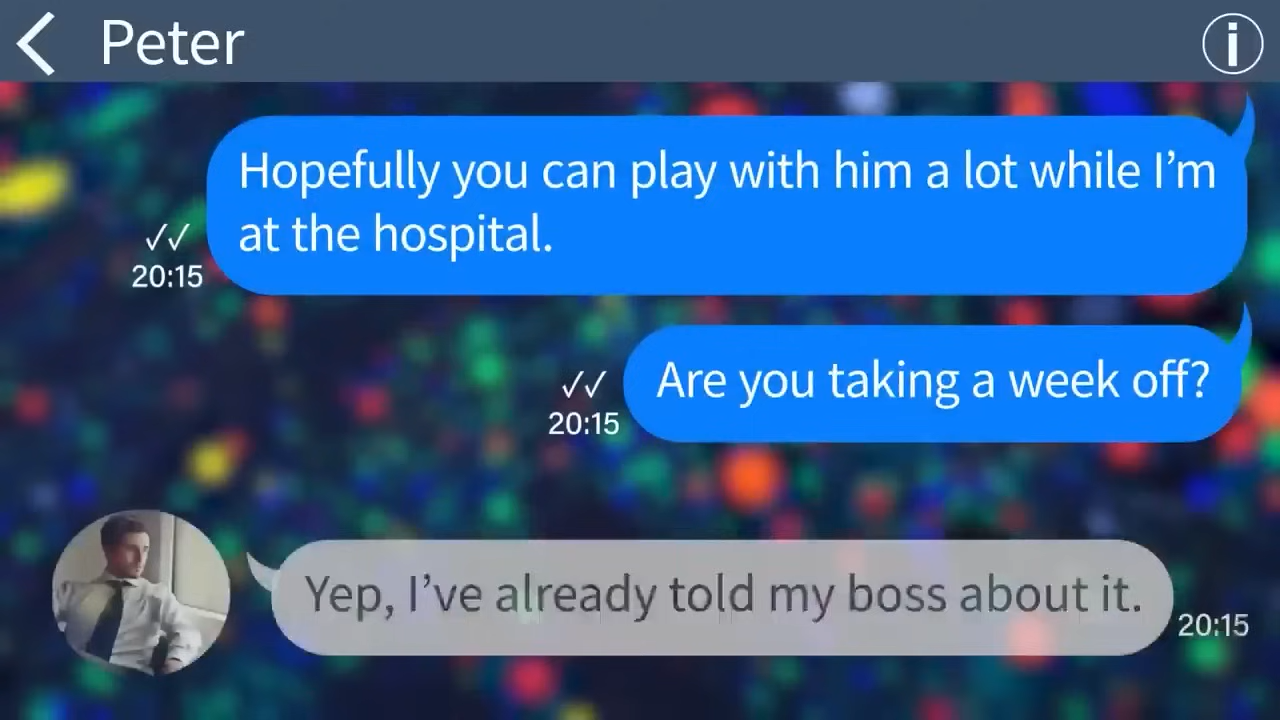 Peter
Hopefully you can play with him a lot while I’m
at the hospital.
✓✓
20:15
Are you taking a week off?
✓✓
20:15
Yep, I’ve already told my boss about it.
20:15